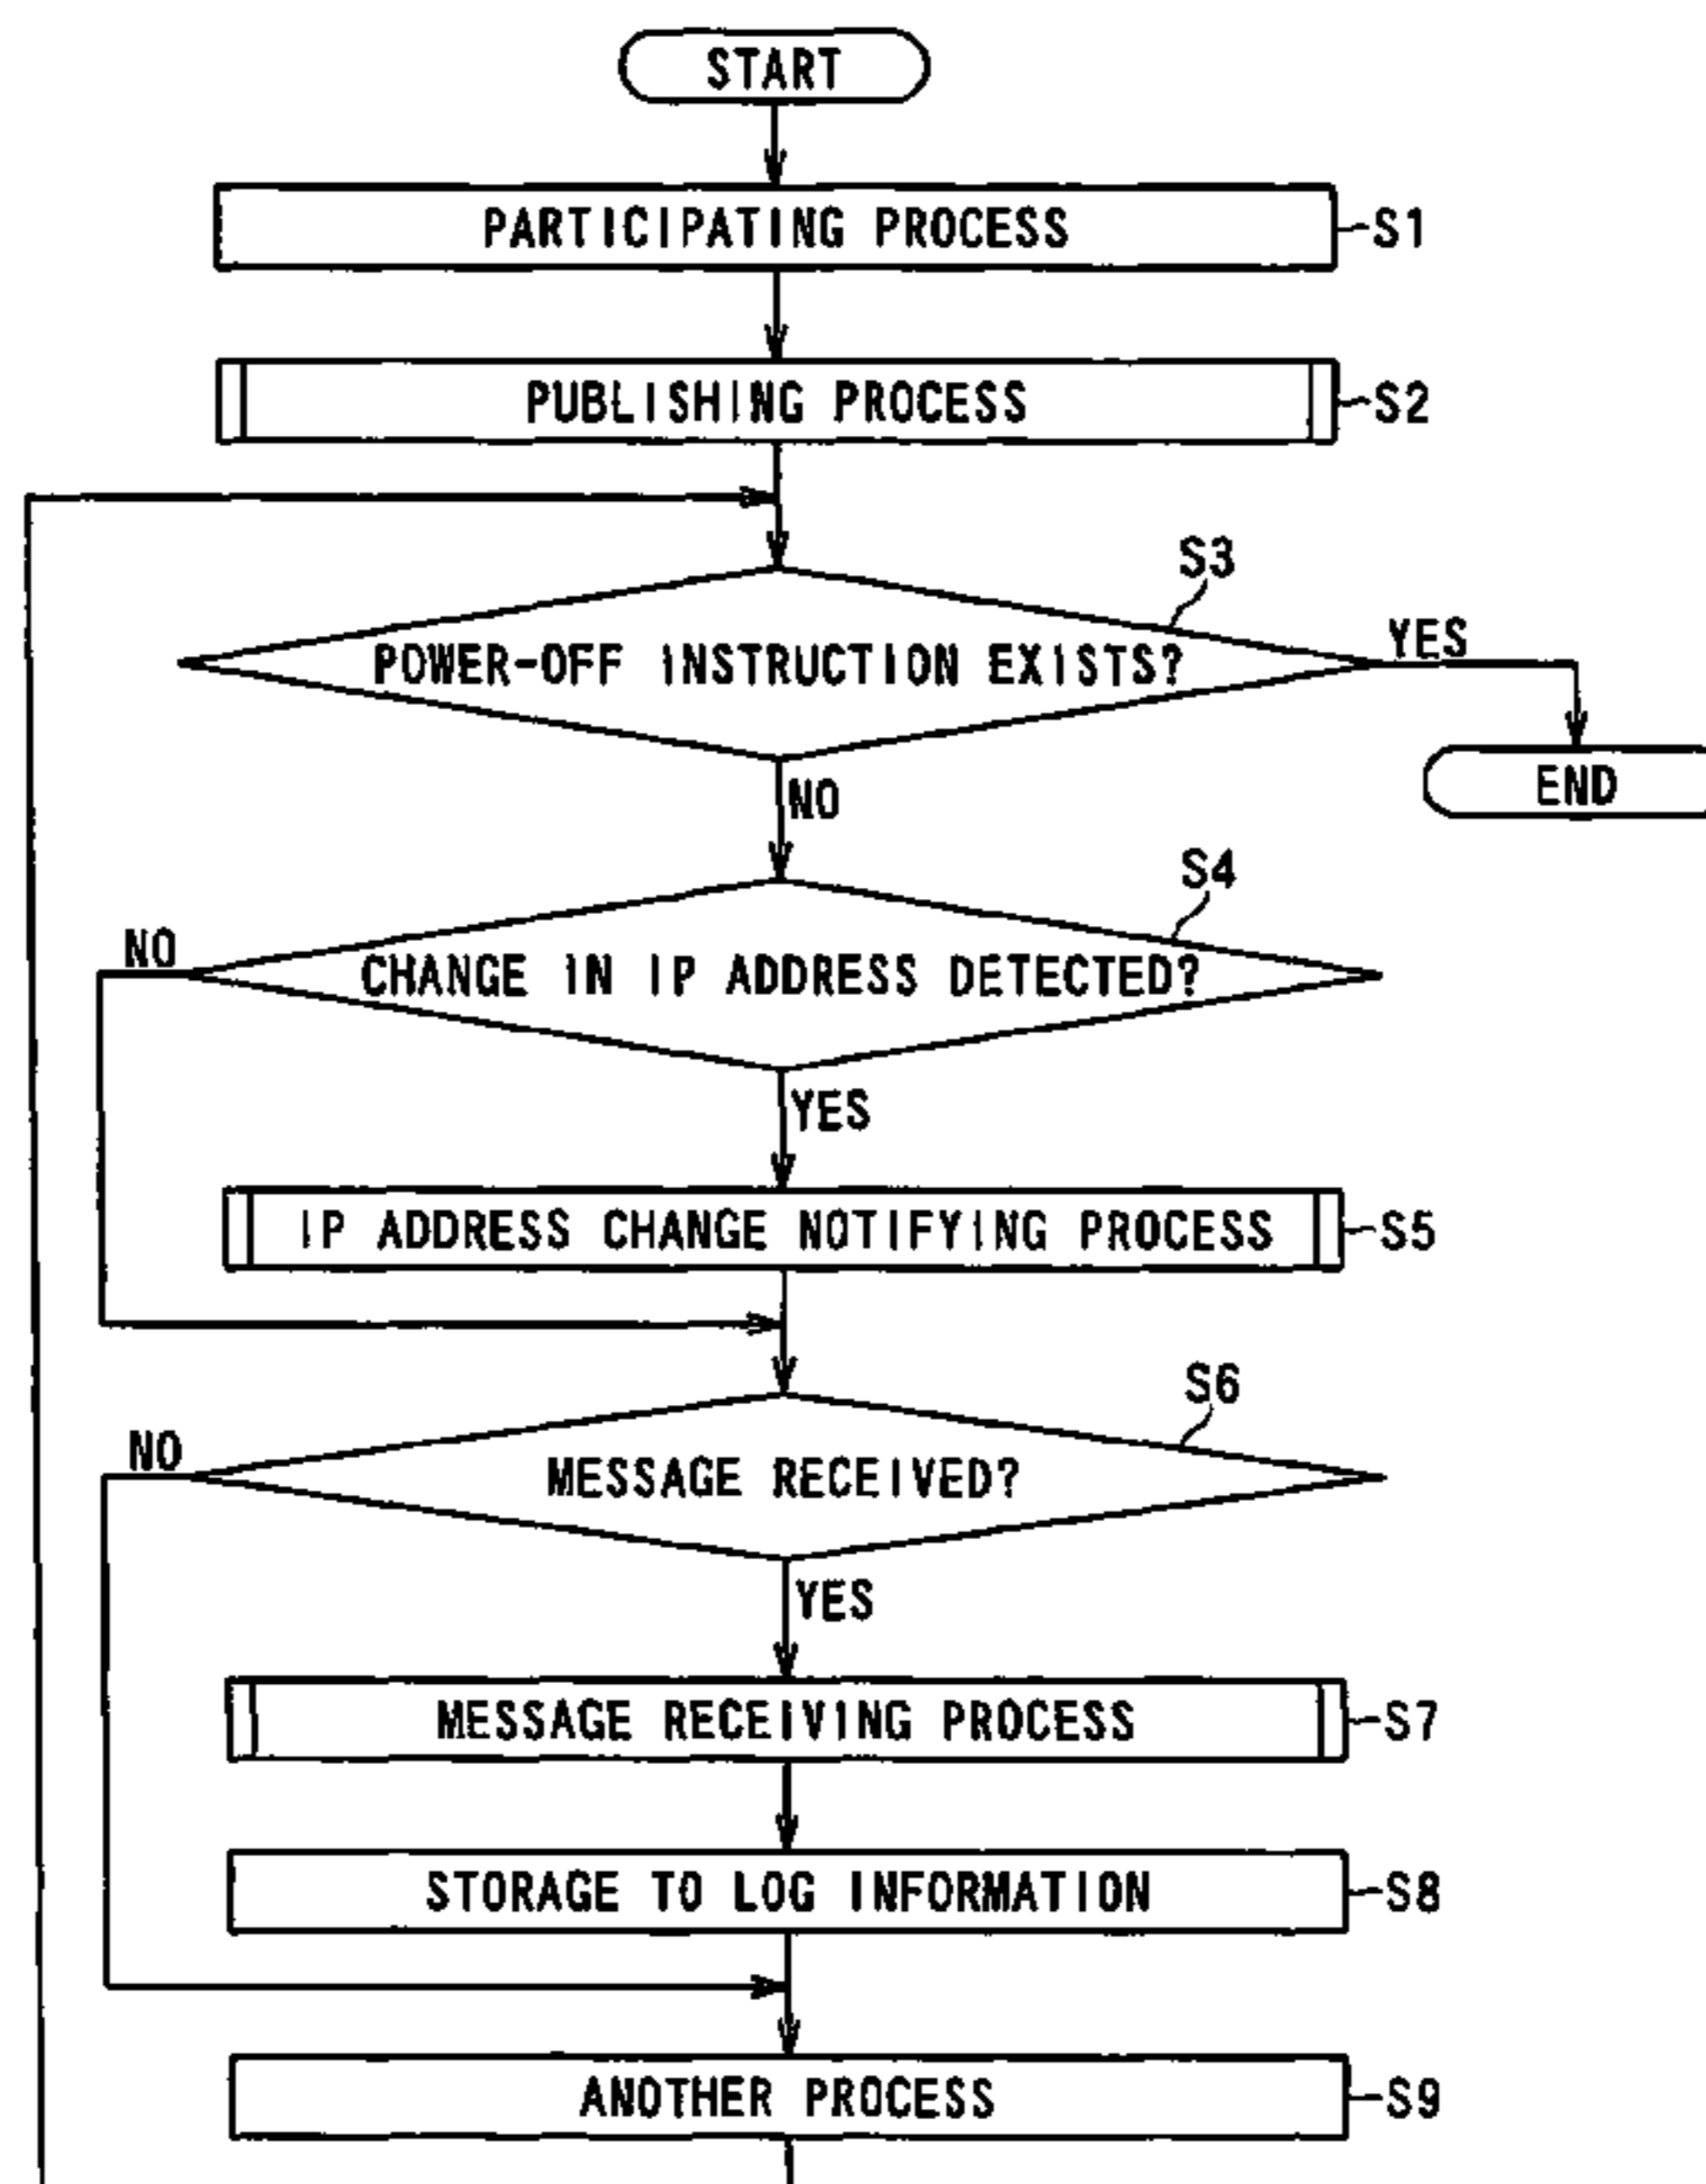 START
PARTICIPATING PROCESS
S1
PUBLISHING PROCESS
S2
S3
POWER-OFF INSTRUCTION EXISTS?
YES
END
NO
S4
NO
CHANGE IN IP ADDRESS DETECTED?
YES
IP ADDRESS CHANGE NOTIFYING PROCESS
S5
S6
NO
MESSAGE RECEIVED?
YES
MESSAGE RECEIVING PROCESS
S7
STORAGE TO LOG INFORMATION
S8
ANOTHER PROCESS
S9